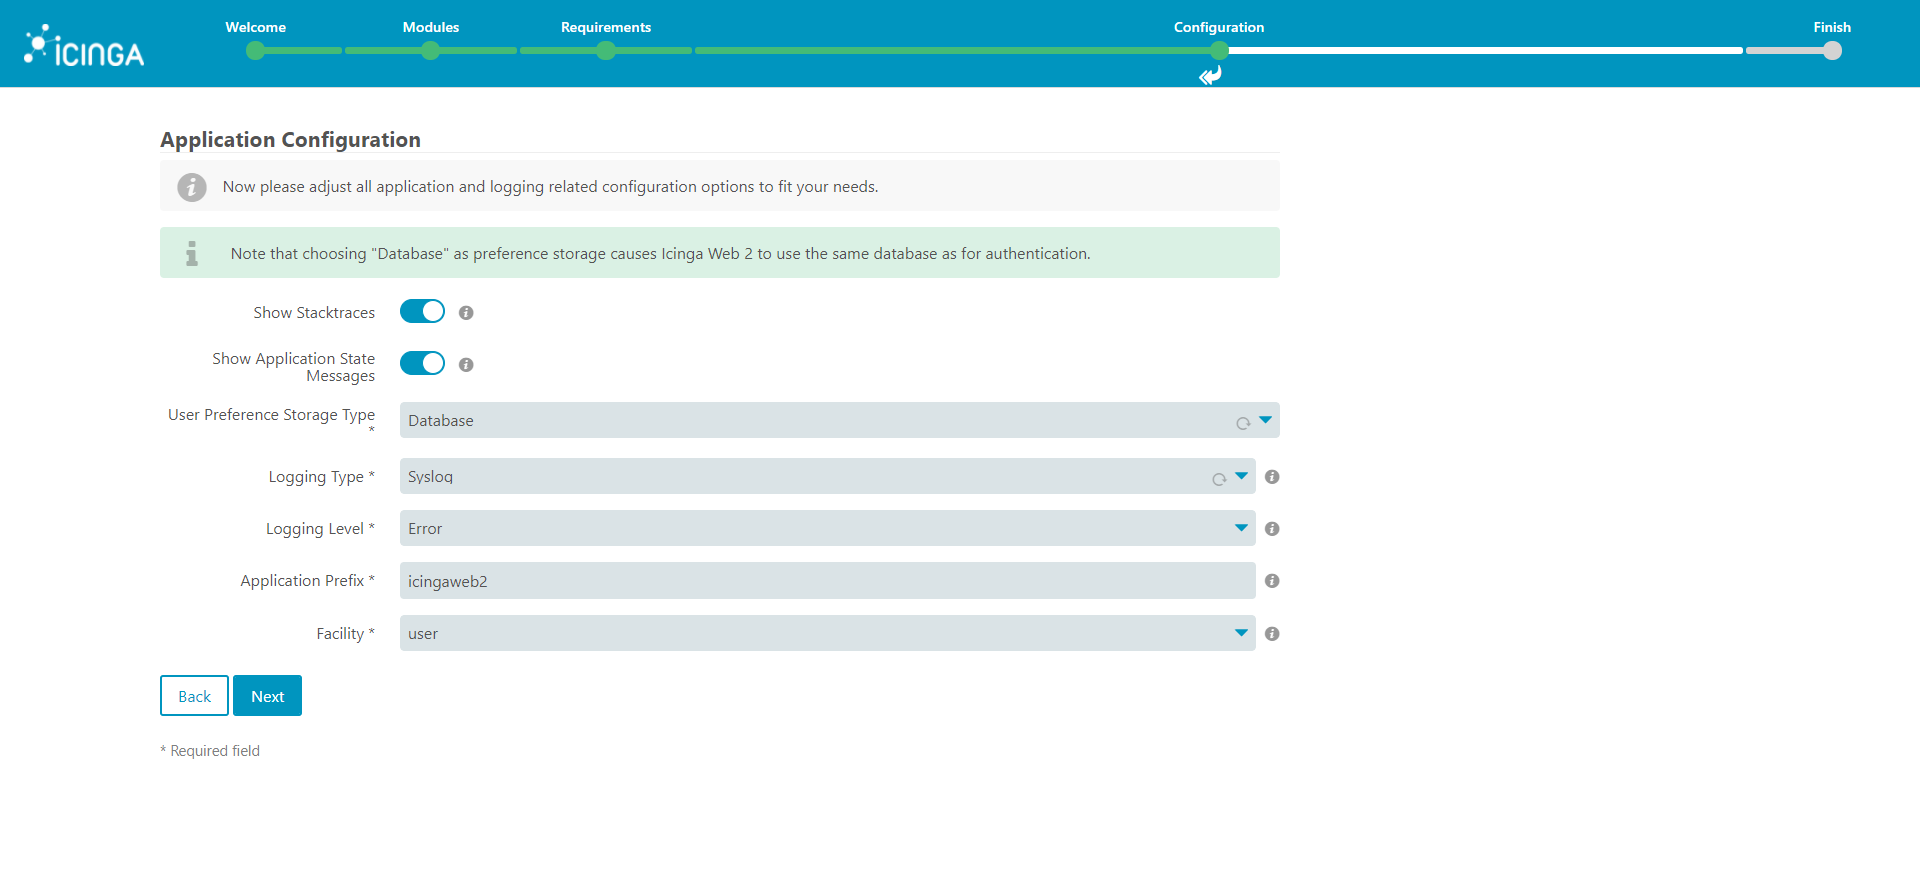 Welcome
Modules
Requirements
Configuration
Finish
ICINGA
Application Configuration
Now please adjust all application and logging related configuration options to fit your needs.
Note that choosing "Database" as preference storage causes Icinga Web 2 to use the same database as for authentication.
Show Stacktraces
Show Application State
Messages
User Preference Storage Type
*
Database
Logging Type *
Syslog
Logging Level *
Error
Application Prefix *
icingaweb2
Facility *
user
Back
Next
* Required field